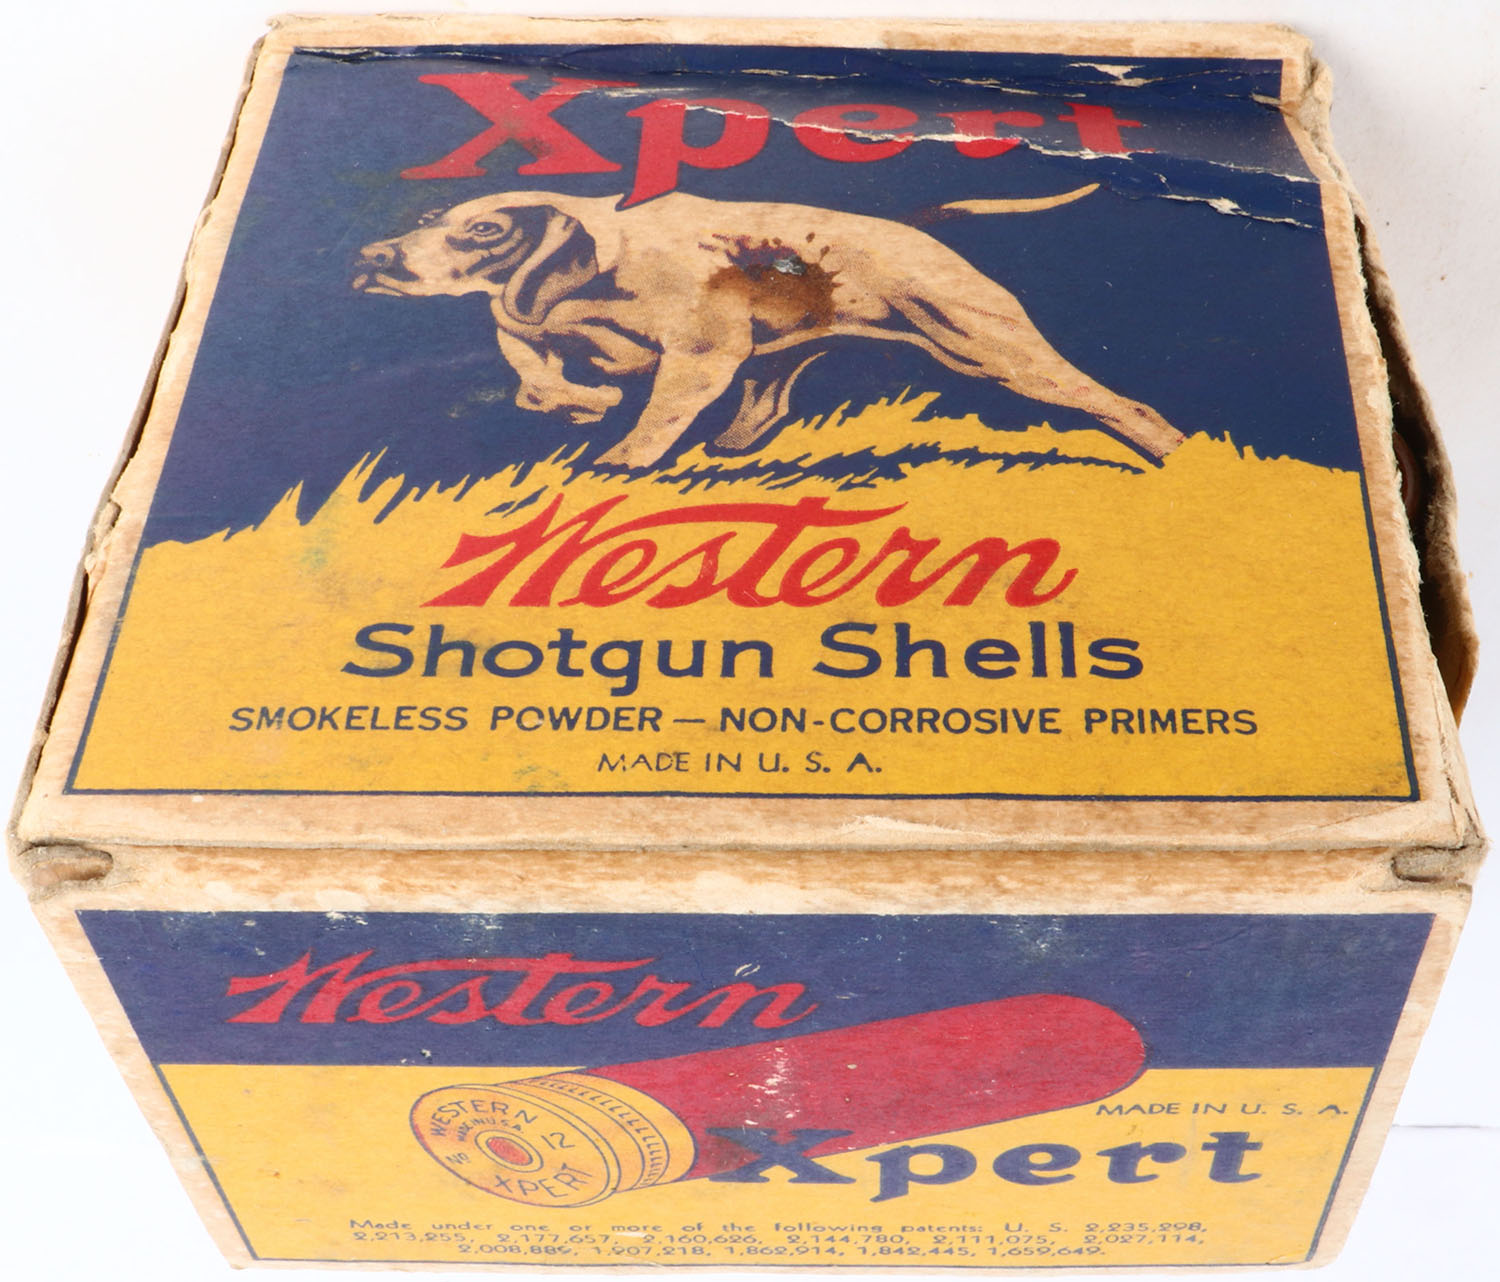 Xpert
Western
Shotgun Shells
SMOKELESS POWDER — NON-CORROSIVE PRIMERS
MADE IN U. S. A.
Western
WESTERN
MADE IN U.S.A.
No 12
XPERT
MADE IN U. S. A.
Xpert
Made under one or more of the following patents: U. S. 2,235,298,
2,213,255, 2,177,657, 2,160,626, 2,144,780, 2,111,075, 2,027,114,
2,008,889, 1,907,218, 1,862,914, 1,842,445, 1,659,649.